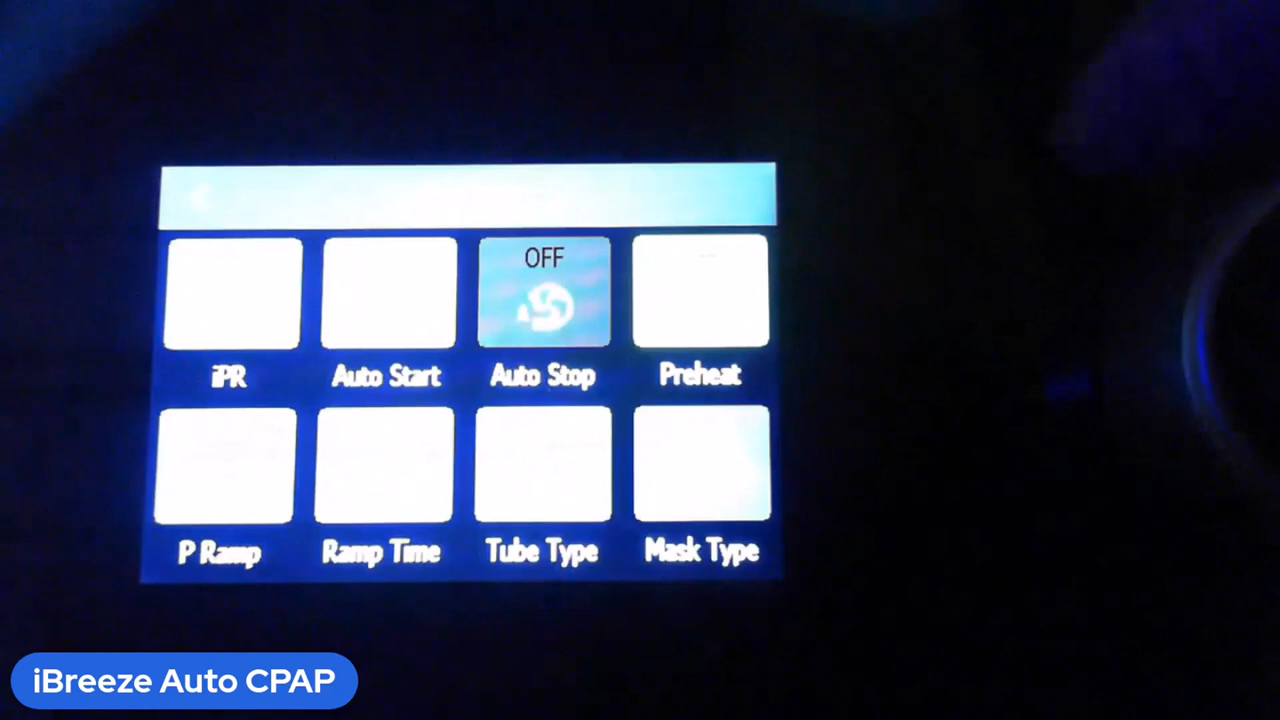 OFF
iPR Auto Start Auto Stop Preheat
P Ramp Ramp Time Tube Type Mask Type
iBreeze Auto CPAP